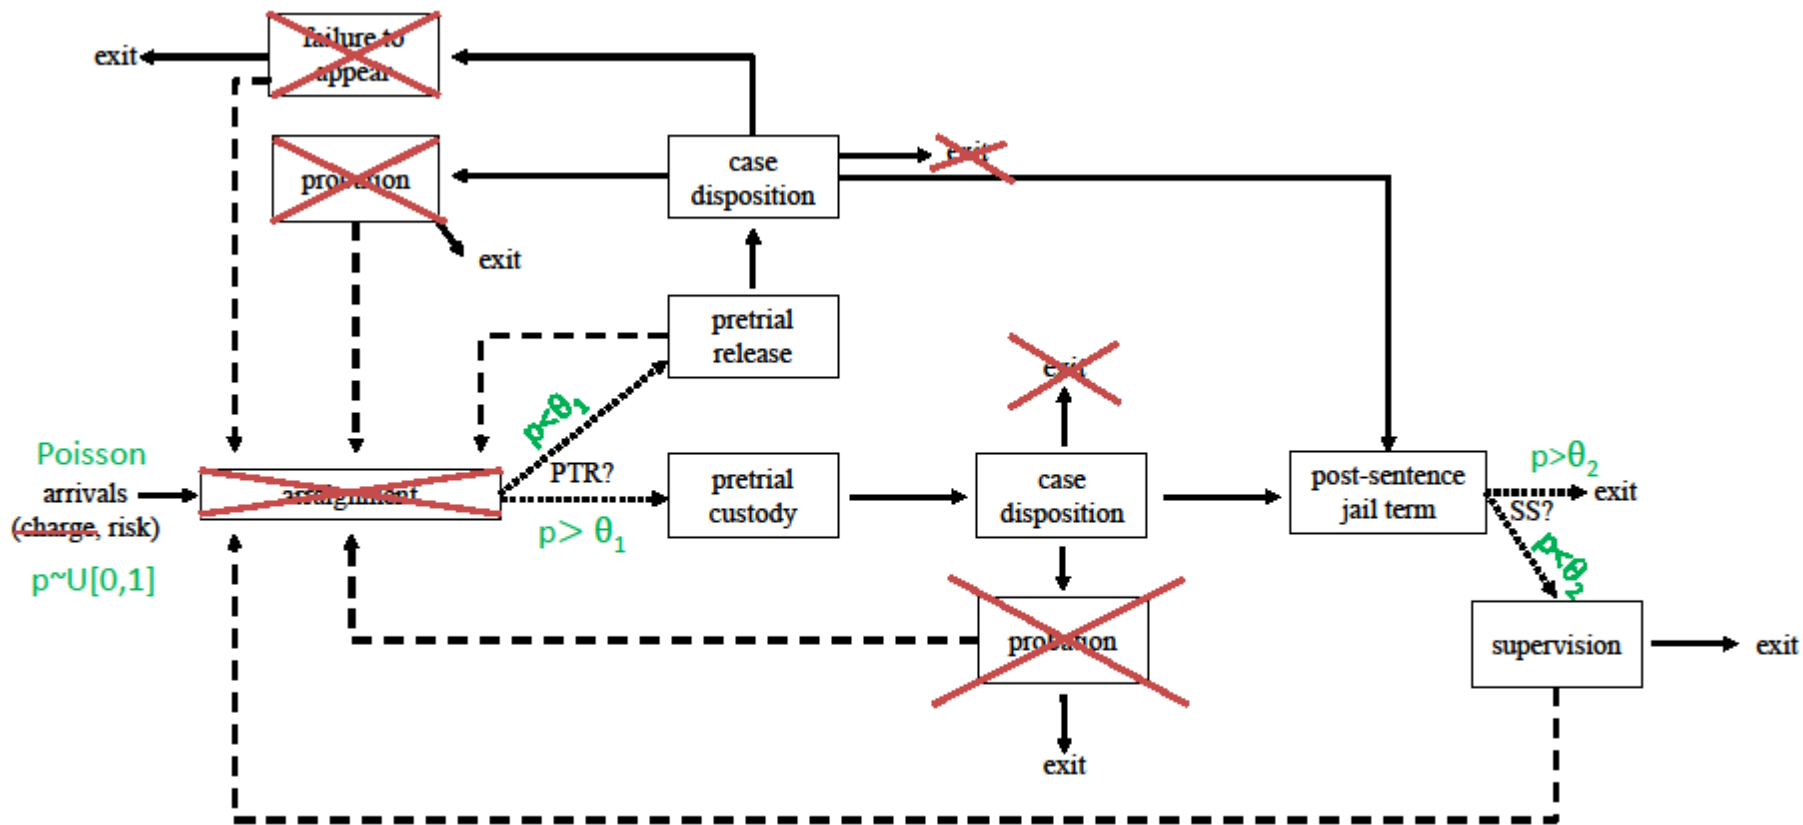 failure to
appear
exit
probation
exit
case
disposition
exit
pretrial
release
exit
p<θ₁
PTR?
Poisson
arrivals
(charge, risk)
p~U[0,1]
arraignment
p> θ₁
pretrial
custody
case
disposition
post-sentence
jail term
p>θ₂
exit
SS?
p<θ₂
probation
exit
supervision
exit